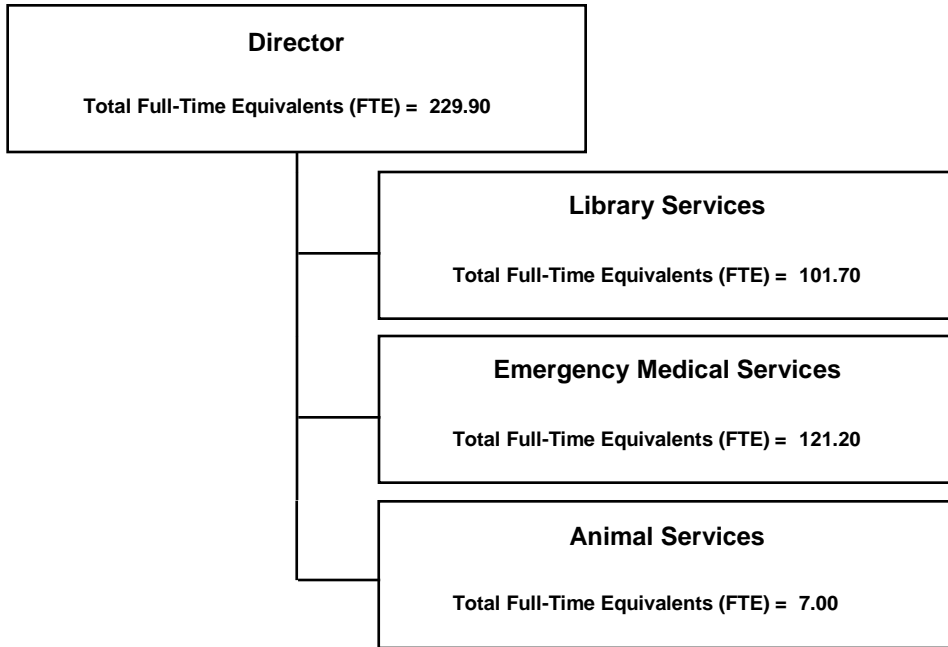 Director
Total Full-Time Equivalents (FTE) = 229.90
Library Services
Total Full-Time Equivalents (FTE) = 101.70
Emergency Medical Services
Total Full-Time Equivalents (FTE) = 121.20
Animal Services
Total Full-Time Equivalents (FTE) = 7.00